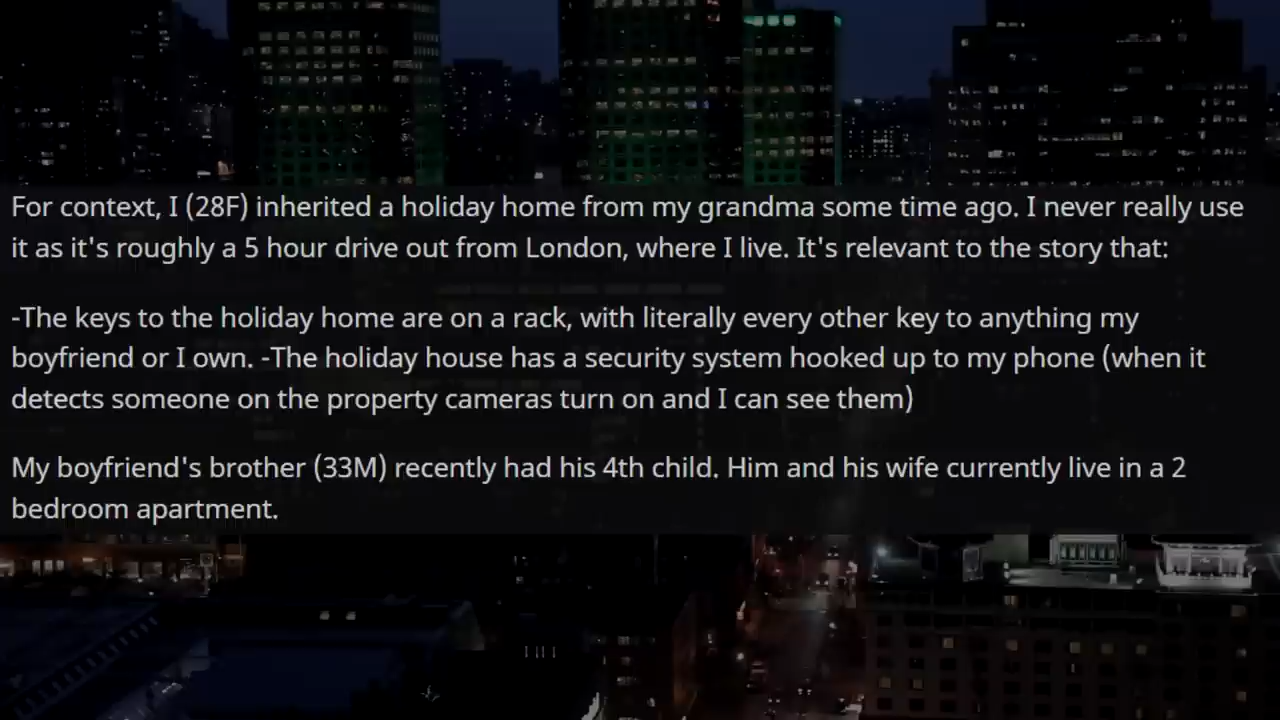 For context, I (28F) inherited a holiday home from my grandma some time ago. I never really use
it as it's roughly a 5 hour drive out from London, where I live. It's relevant to the story that:
-The keys to the holiday home are on a rack, with literally every other key to anything my
boyfriend or I own. -The holiday house has a security system hooked up to my phone (when it
detects someone on the property cameras turn on and I can see them)
My boyfriend's brother (33M) recently had his 4th child. Him and his wife currently live in a 2
bedroom apartment.